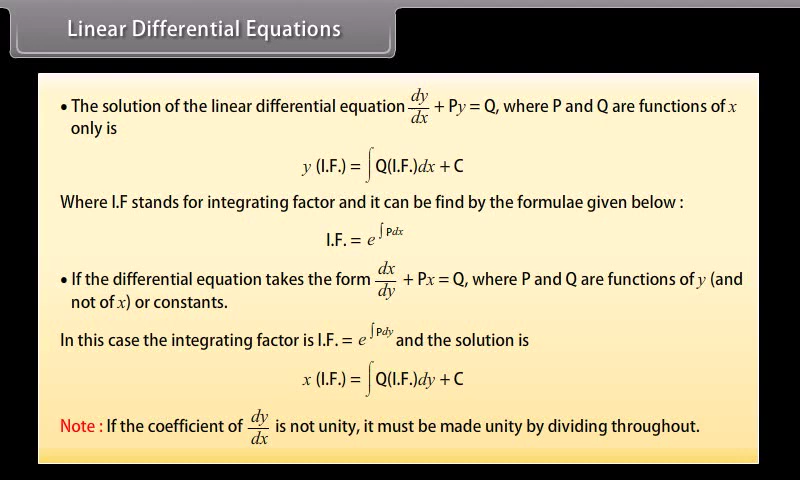 Linear Differential Equations
• The solution of the linear differential equation dy/dx + Py = Q, where P and Q are functions of x
only is
y (I.F.) = ∫Q(I.F.)dx + C
Where I.F stands for integrating factor and it can be find by the formulae given below :
I.F. = e^∫Pdx
• If the differential equation takes the form dx/dy + Px = Q, where P and Q are functions of y (and
not of x) or constants.
In this case the integrating factor is I.F. = e^∫Pdy and the solution is
x (I.F.) = ∫Q(I.F.)dy + C
Note : If the coefficient of dy/dx is not unity, it must be made unity by dividing throughout.